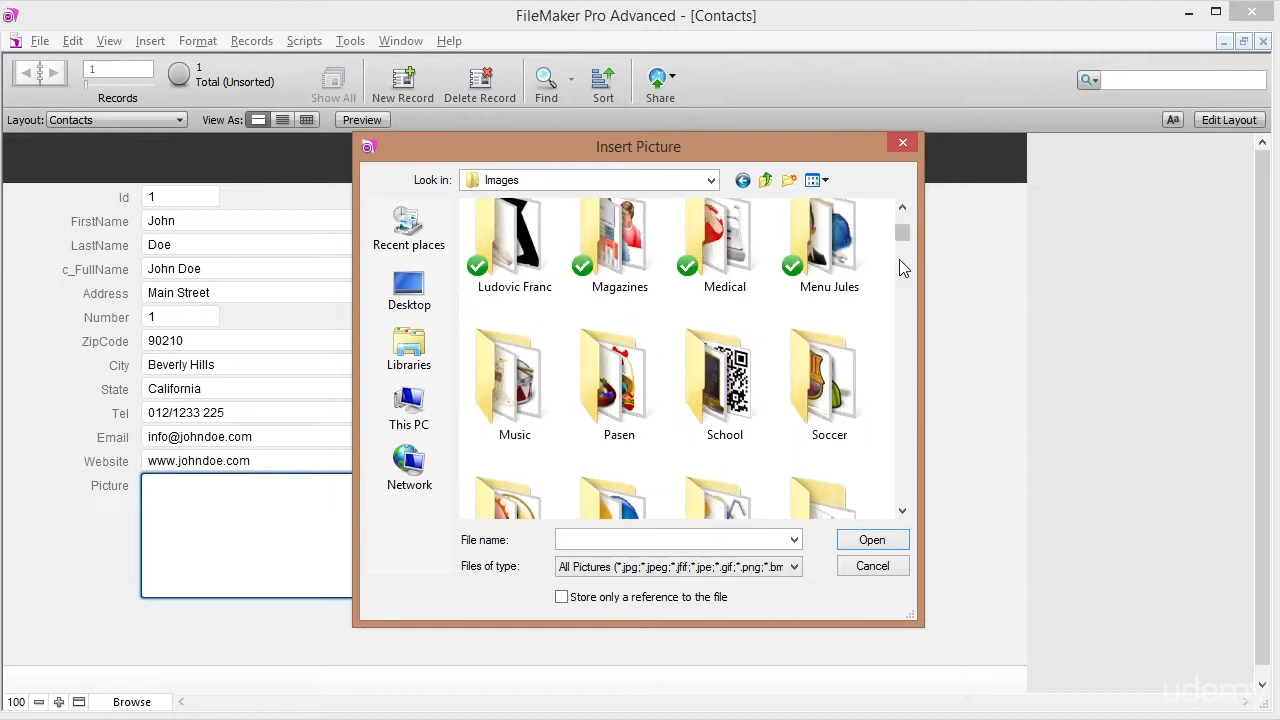 FileMaker Pro Advanced - [Contacts]
File Edit View Insert Format Records Scripts Tools Window Help
1
1
Total (Unsorted)
Records
Show All
New Record
Delete Record
Find
Sort
Share
Layout: Contacts View As: Preview Aa Edit Layout
Insert Picture
Look in: Images
Id 1
FirstName John
LastName Doe
c_FullName John Doe
Address Main Street
Number 1
ZipCode 90210
City Beverly Hills
State California
Tel 012/1233 225
Email info@johndoe.com
Website www.johndoe.com
Picture
Recent places
Desktop
Libraries
This PC
Network
Ludovic Franc Magazines Medical Menu Jules
Music Pasen School Soccer
File name: Open
Files of type: All Pictures (*.jpg;*.jpeg;*.jfif;*.jpe;*.gif;*.png;*.bm Cancel
Store only a reference to the file
100 Browse
udemy